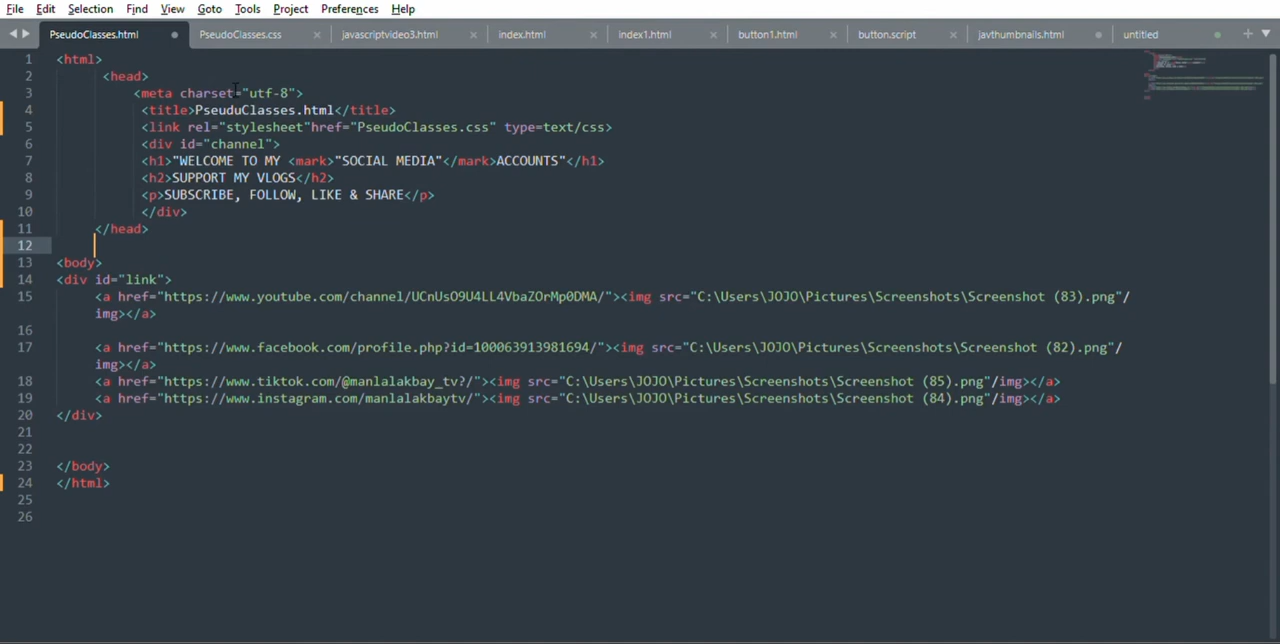 File Edit Selection Find View Goto Tools Project Preferences Help
PseudoClasses.html PseudoClasses.css javascriptvideo3.html index.html index1.html button1.html button.script javthumbnails.html untitled
1 <html>
2 <head>
3 <meta charset="utf-8">
4 <title>PseuduClasses.html</title>
5 <link rel="stylesheet"href="PseudoClasses.css" type=text/css>
6 <div id="channel">
7 <h1>"WELCOME TO MY <mark>"SOCIAL MEDIA"</mark>ACCOUNTS"</h1>
8 <h2>SUPPORT MY VLOGS</h2>
9 <p>SUBSCRIBE, FOLLOW, LIKE & SHARE</p>
10 </div>
11 </head>
12
13 <body>
14 <div id="link">
15 <a href="https://www.youtube.com/channel/UCnUsO9U4LL4VbaZOrMp0DMA/"><img src="C:\Users\JOJO\Pictures\Screenshots\Screenshot (83).png"/
img></a>
16
17 <a href="https://www.facebook.com/profile.php?id=100063913981694/"><img src="C:\Users\JOJO\Pictures\Screenshots\Screenshot (82).png"/
img></a>
18 <a href="https://www.tiktok.com/@manlalakbay_tv?/"><img src="C:\Users\JOJO\Pictures\Screenshots\Screenshot (85).png"/img></a>
19 <a href="https://www.instagram.com/manlalakbaytv/"><img src="C:\Users\JOJO\Pictures\Screenshots\Screenshot (84).png"/img></a>
20 </div>
21
22
23 </body>
24 </html>
25
26